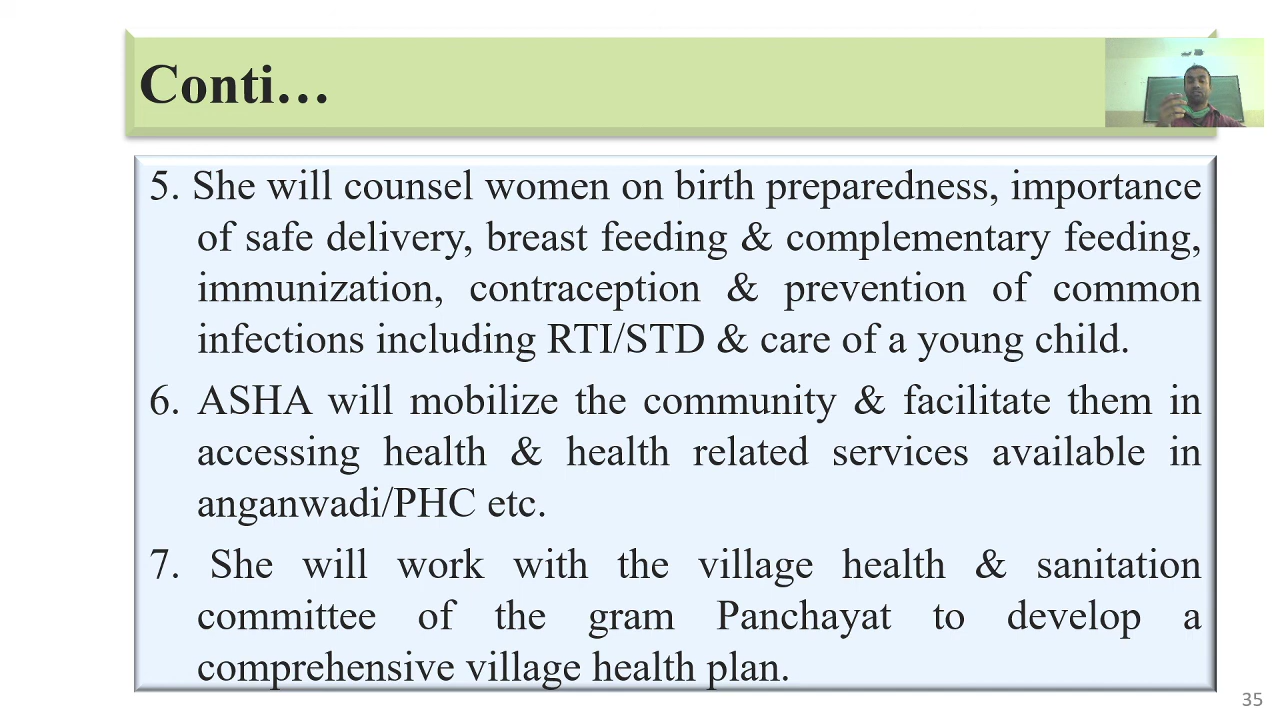 Conti…
5. She will counsel women on birth preparedness, importance
of safe delivery, breast feeding & complementary feeding,
immunization, contraception & prevention of common
infections including RTI/STD & care of a young child.
6. ASHA will mobilize the community & facilitate them in
accessing health & health related services available in
anganwadi/PHC etc.
7. She will work with the village health & sanitation
committee of the gram Panchayat to develop a
comprehensive village health plan.
35